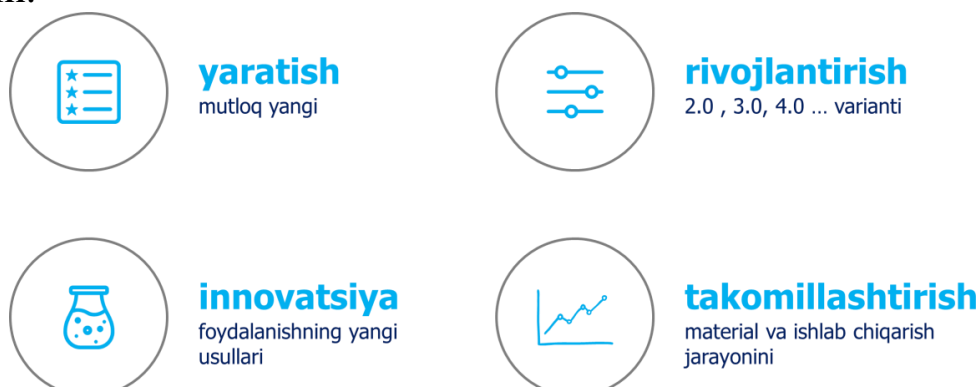 yaratish
mutloq yangi
rivojlantirish
2.0 , 3.0, 4.0 … varianti
innovatsiya
foydalanishning yangi
usullari
takomillashtirish
material va ishlab chiqarish
jarayonini